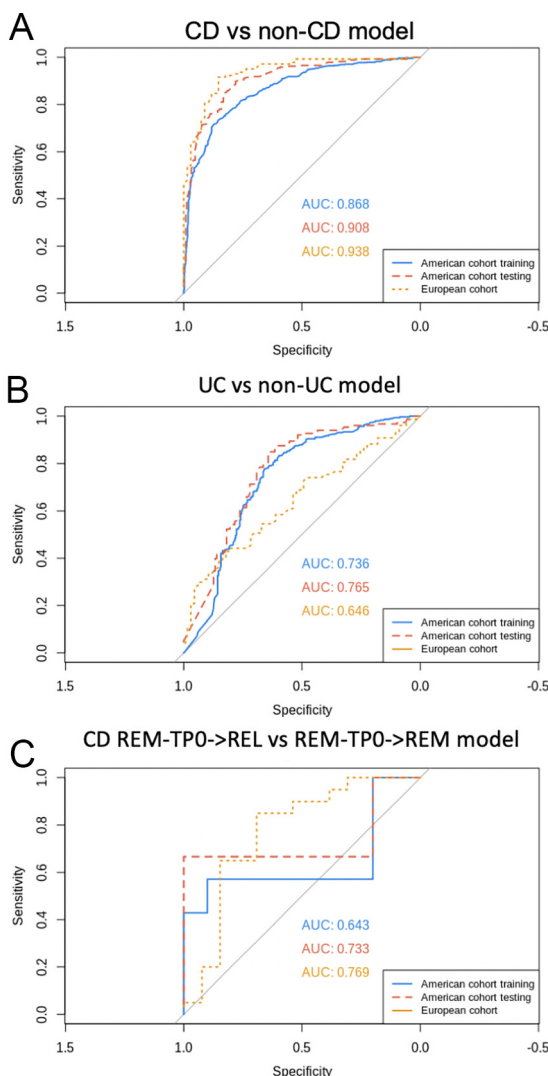 A
CD vs non-CD model
1.0
0.8
0.6
0.4
0.2
0.0
Sensitivity
AUC: 0.868
AUC: 0.908
AUC: 0.938
American cohort training
American cohort testing
European cohort
1.5 1.0 0.5 0.0 -0.5
Specificity
B
UC vs non-UC model
1.0
0.8
0.6
0.4
0.2
0.0
Sensitivity
AUC: 0.736
AUC: 0.765
AUC: 0.646
American cohort training
American cohort testing
European cohort
1.5 1.0 0.5 0.0 -0.5
Specificity
C
CD REM-TP0->REL vs REM-TP0->REM model
1.0
0.8
0.6
0.4
0.2
0.0
Sensitivity
AUC: 0.643
AUC: 0.733
AUC: 0.769
American cohort training
American cohort testing
European cohort
1.5 1.0 0.5 0.0 -0.5
Specificity